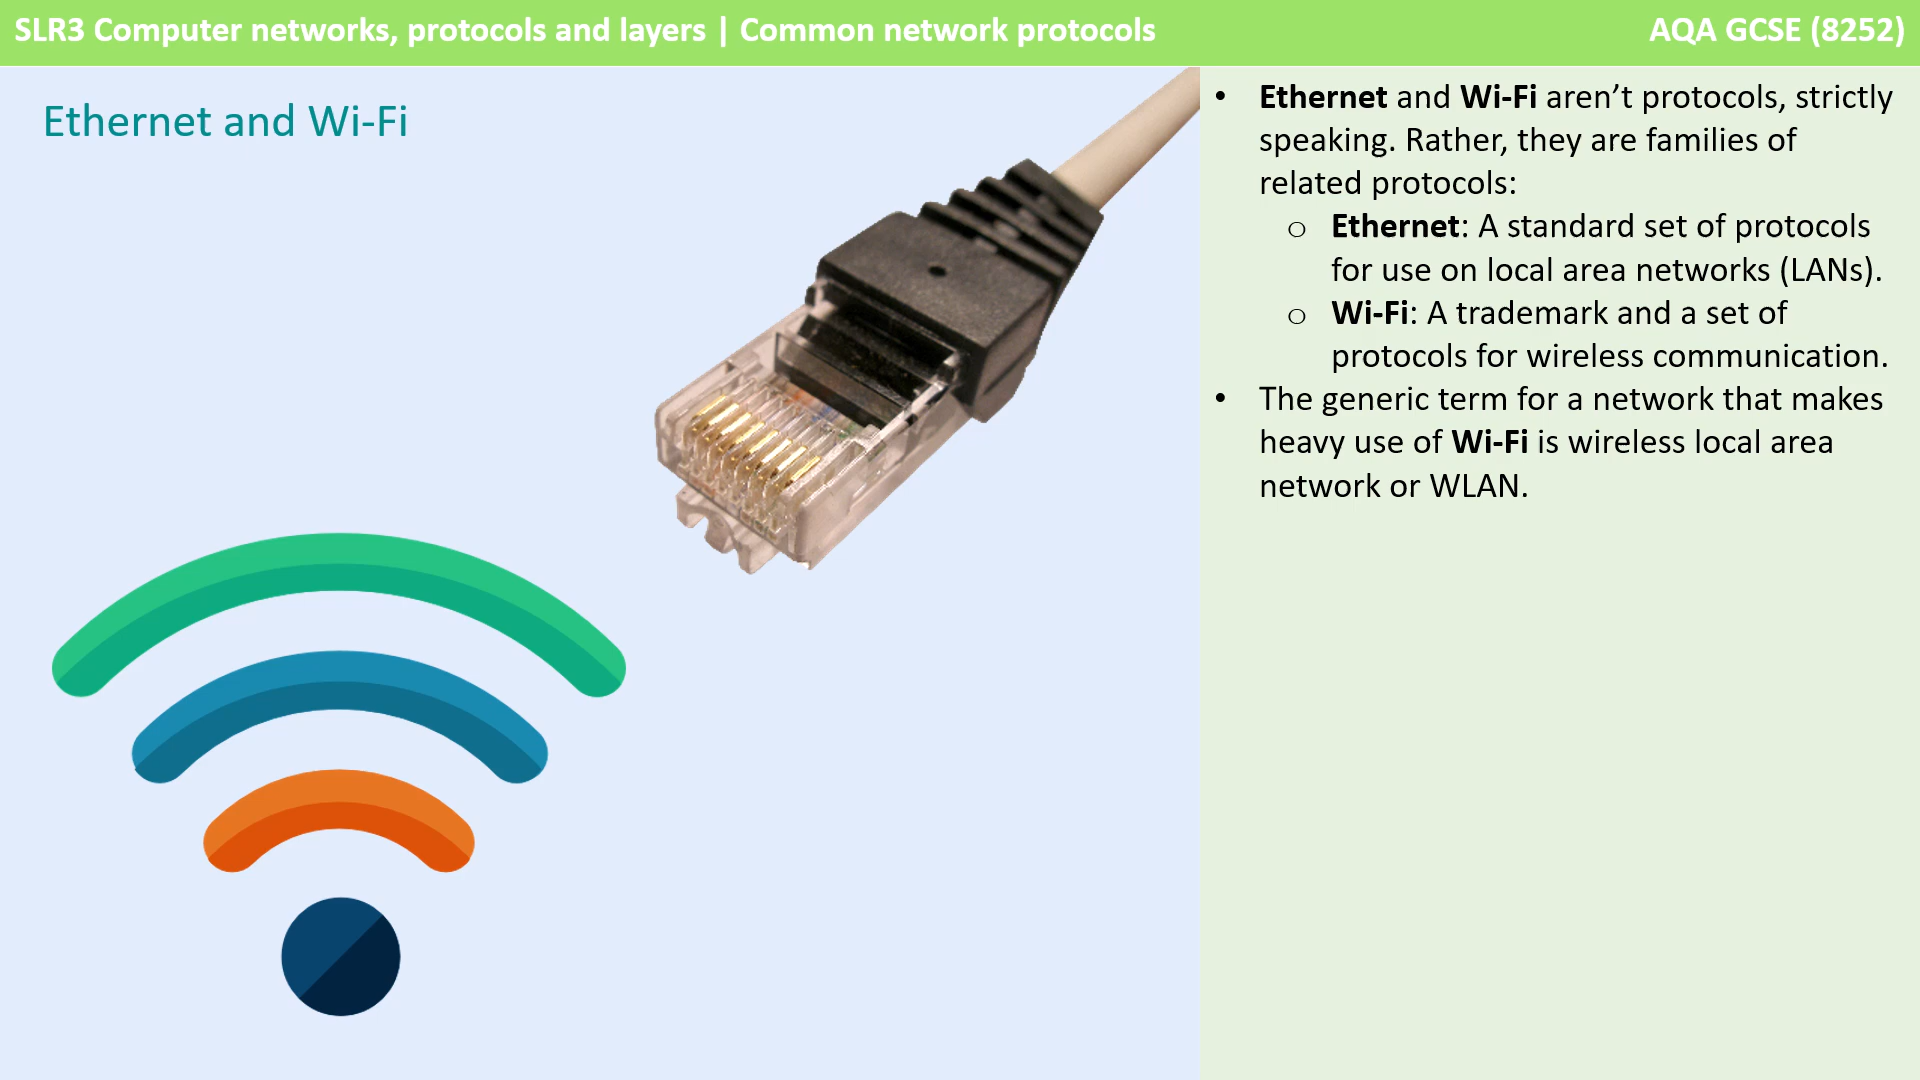 SLR3 Computer networks, protocols and layers | Common network protocols
AQA GCSE (8252)
Ethernet and Wi-Fi
• Ethernet and Wi-Fi aren’t protocols, strictly
speaking. Rather, they are families of
related protocols:
o Ethernet: A standard set of protocols
for use on local area networks (LANs).
o Wi-Fi: A trademark and a set of
protocols for wireless communication.
• The generic term for a network that makes
heavy use of Wi-Fi is wireless local area
network or WLAN.